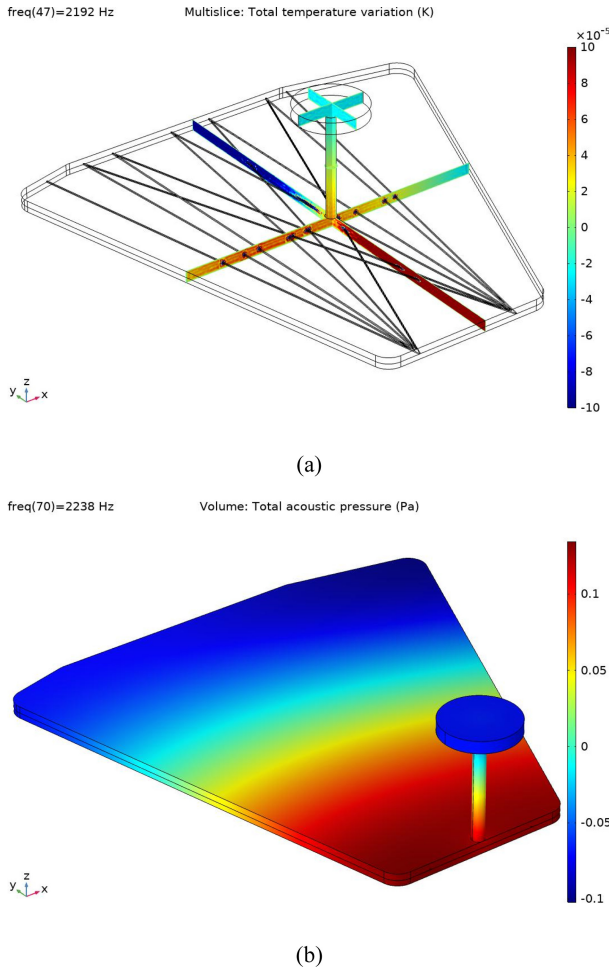 freq(47)=2192 Hz Multislice: Total temperature variation (K)
×10⁻⁵
10
8
6
4
2
0
-2
-4
-6
-8
-10
y z x
(a)
freq(70)=2238 Hz Volume: Total acoustic pressure (Pa)
0.1
0.05
0
-0.05
-0.1
y z x
(b)